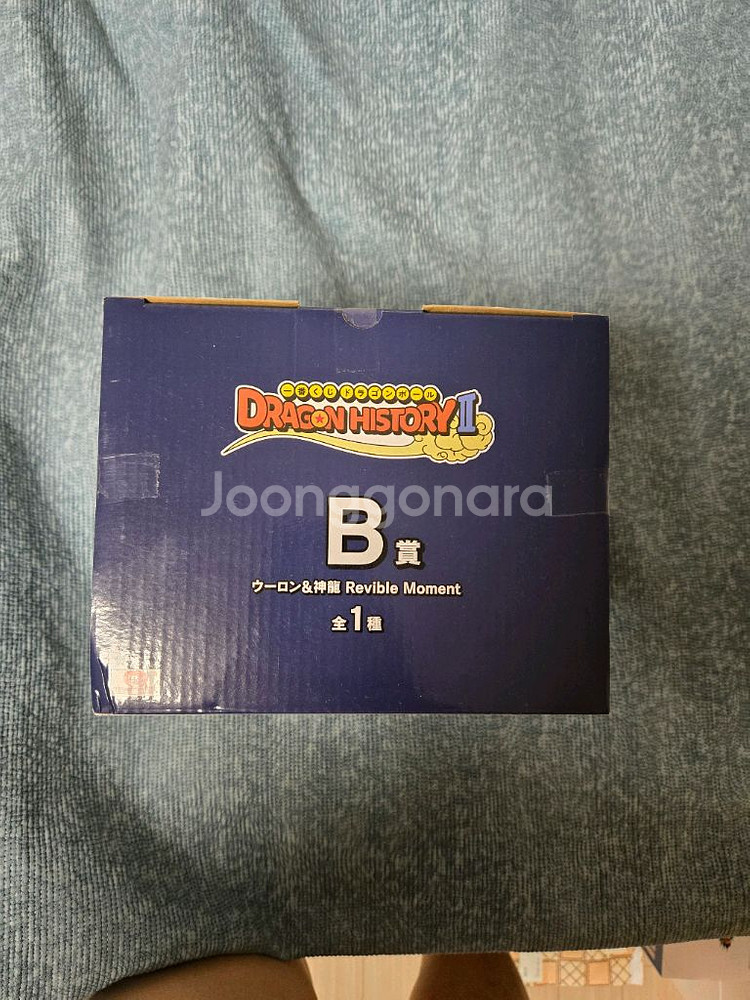 一番くじドラゴンボール
DRAGON HISTORY II
Joonggonara
B賞
ウーロン&神龍 Revible Moment
全1種